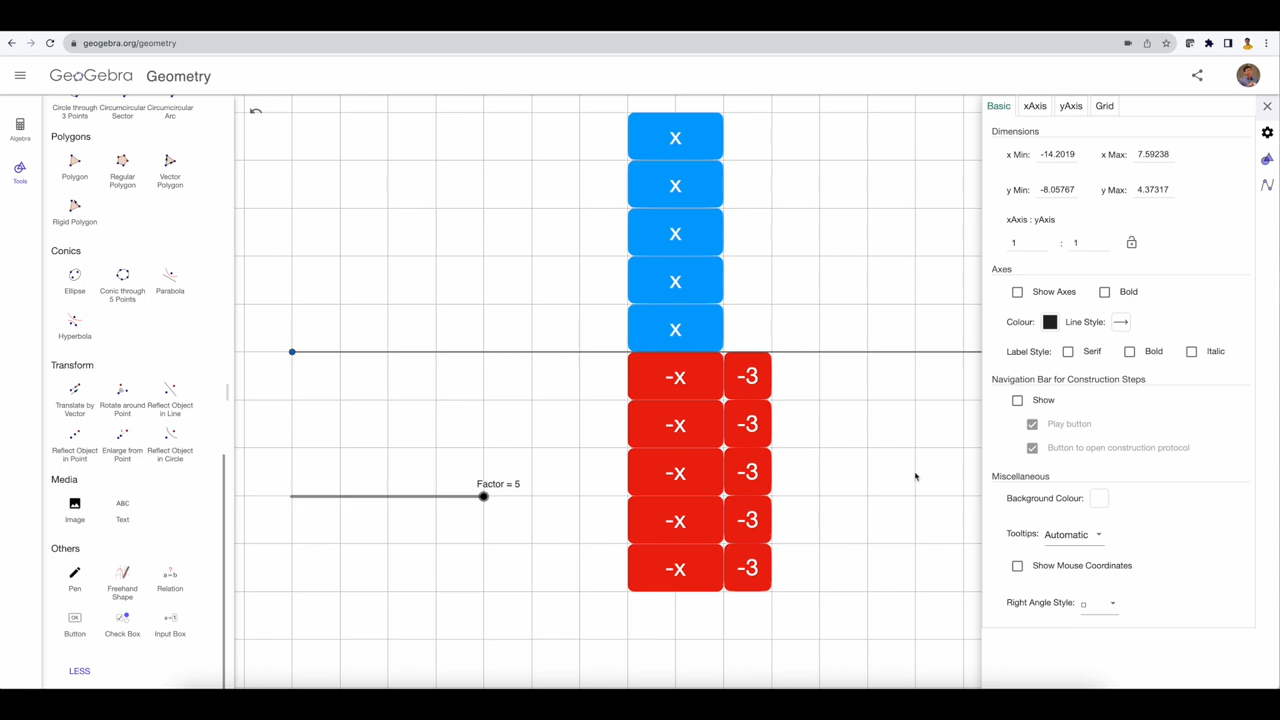 geogebra.org/geometry
GeoGebra Geometry
Algebra
Tools
Circle through 3 Points
Circumcircular Sector
Circumcircular Arc
Polygons
Polygon
Regular Polygon
Vector Polygon
Rigid Polygon
Conics
Ellipse
Conic through 5 Points
Parabola
Hyperbola
Transform
Translate by Vector
Rotate around Point
Reflect Object in Line
Reflect Object in Point
Enlarge from Point
Reflect Object in Circle
Media
Image
ABC
Text
Others
Pen
Freehand Shape
a=b
Relation
OK
Button
Check Box
a=1
Input Box
LESS
x
x
x
x
x
-x -3
-x -3
-x -3
-x -3
-x -3
Factor = 5
Basic xAxis yAxis Grid
Dimensions
x Min: -14.2019 x Max: 7.59238
y Min: -8.05767 y Max: 4.37317
xAxis : yAxis
1 : 1
Axes
Show Axes Bold
Colour: Line Style:
Label Style: Serif Bold Italic
Navigation Bar for Construction Steps
Show
Play button
Button to open construction protocol
Miscellaneous
Background Colour:
Tooltips: Automatic
Show Mouse Coordinates
Right Angle Style: